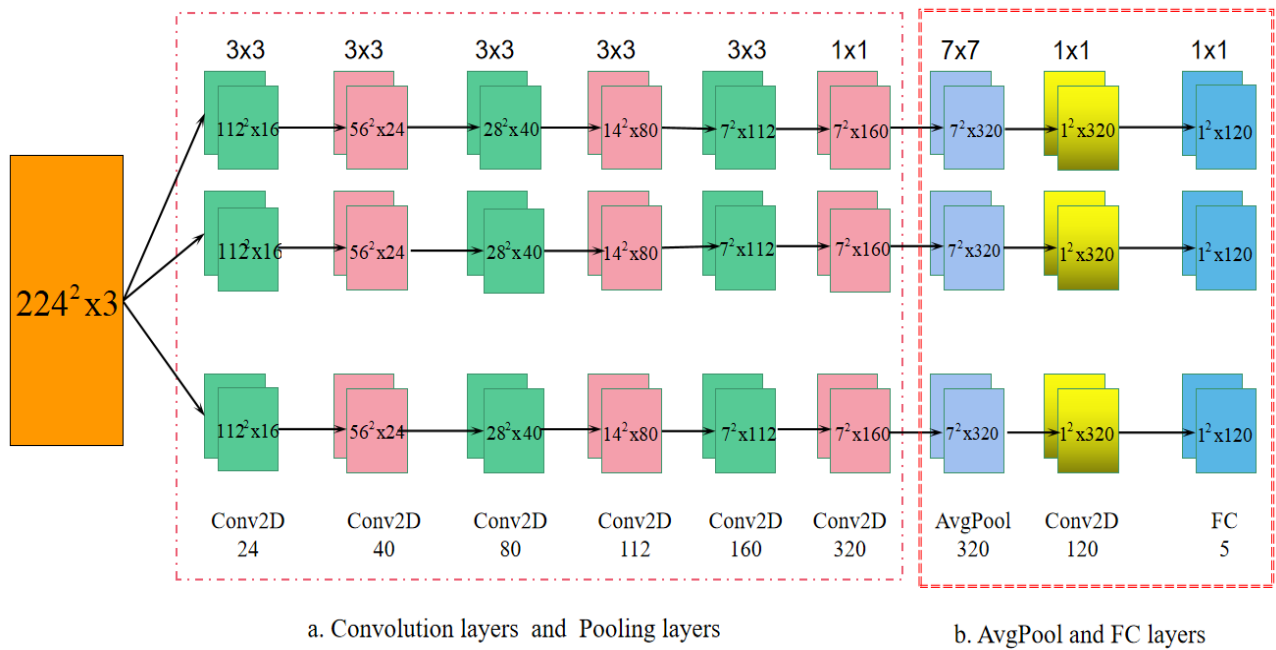 3x3 3x3 3x3 3x3 3x3 1x1 7x7 1x1 1x1
112²x16 56²x24 28²x40 14²x80 7²x112 7²x160 7²x320 1²x320 1²x120
112²x16 56²x24 28²x40 14²x80 7²x112 7²x160 7²x320 1²x320 1²x120
224²x3
112²x16 56²x24 28²x40 14²x80 7²x112 7²x160 7²x320 1²x320 1²x120
Conv2D Conv2D Conv2D Conv2D Conv2D Conv2D AvgPool Conv2D FC
24 40 80 112 160 320 320 120 5
a. Convolution layers and Pooling layers
b. AvgPool and FC layers